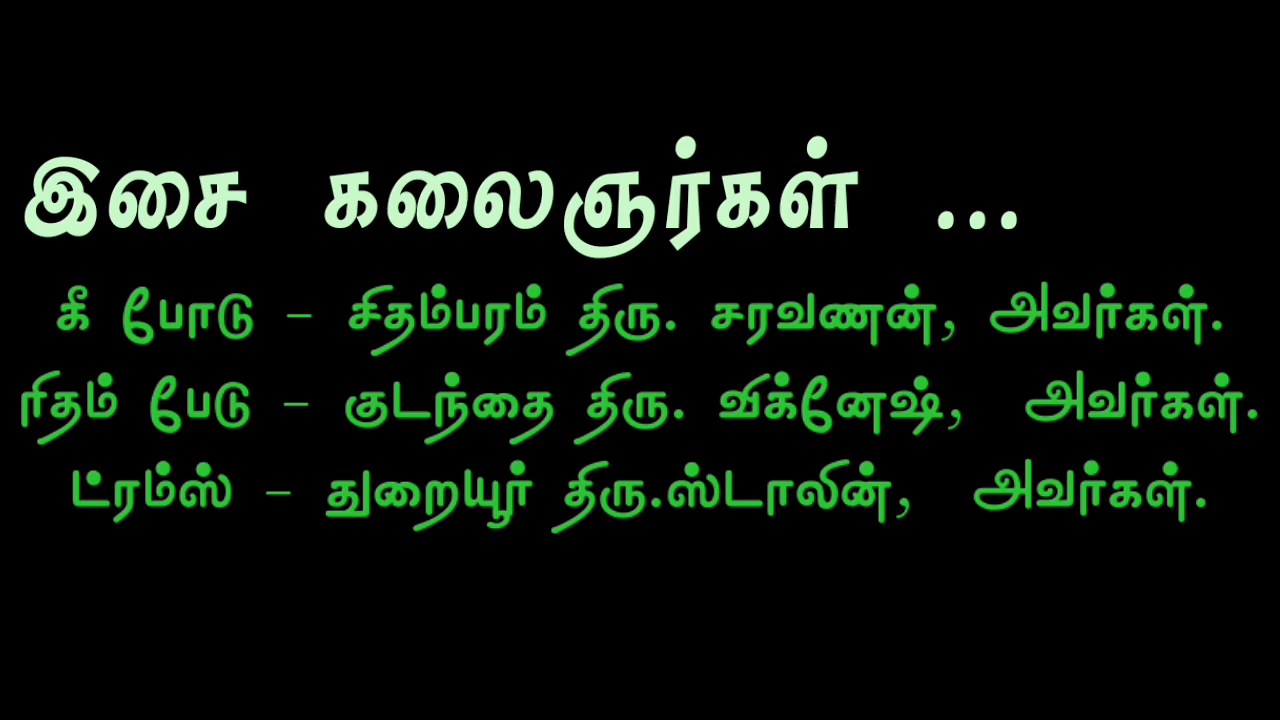 இசை கலைஞர்கள் ...
கீ போடு - சிதம்பரம் திரு. சரவணன், அவர்கள்.
ரிதம் பேடு - குடந்தை திரு. விக்னேஷ், அவர்கள்.
ட்ரம்ஸ் - துறையூர் திரு.ஸ்டாலின், அவர்கள்.